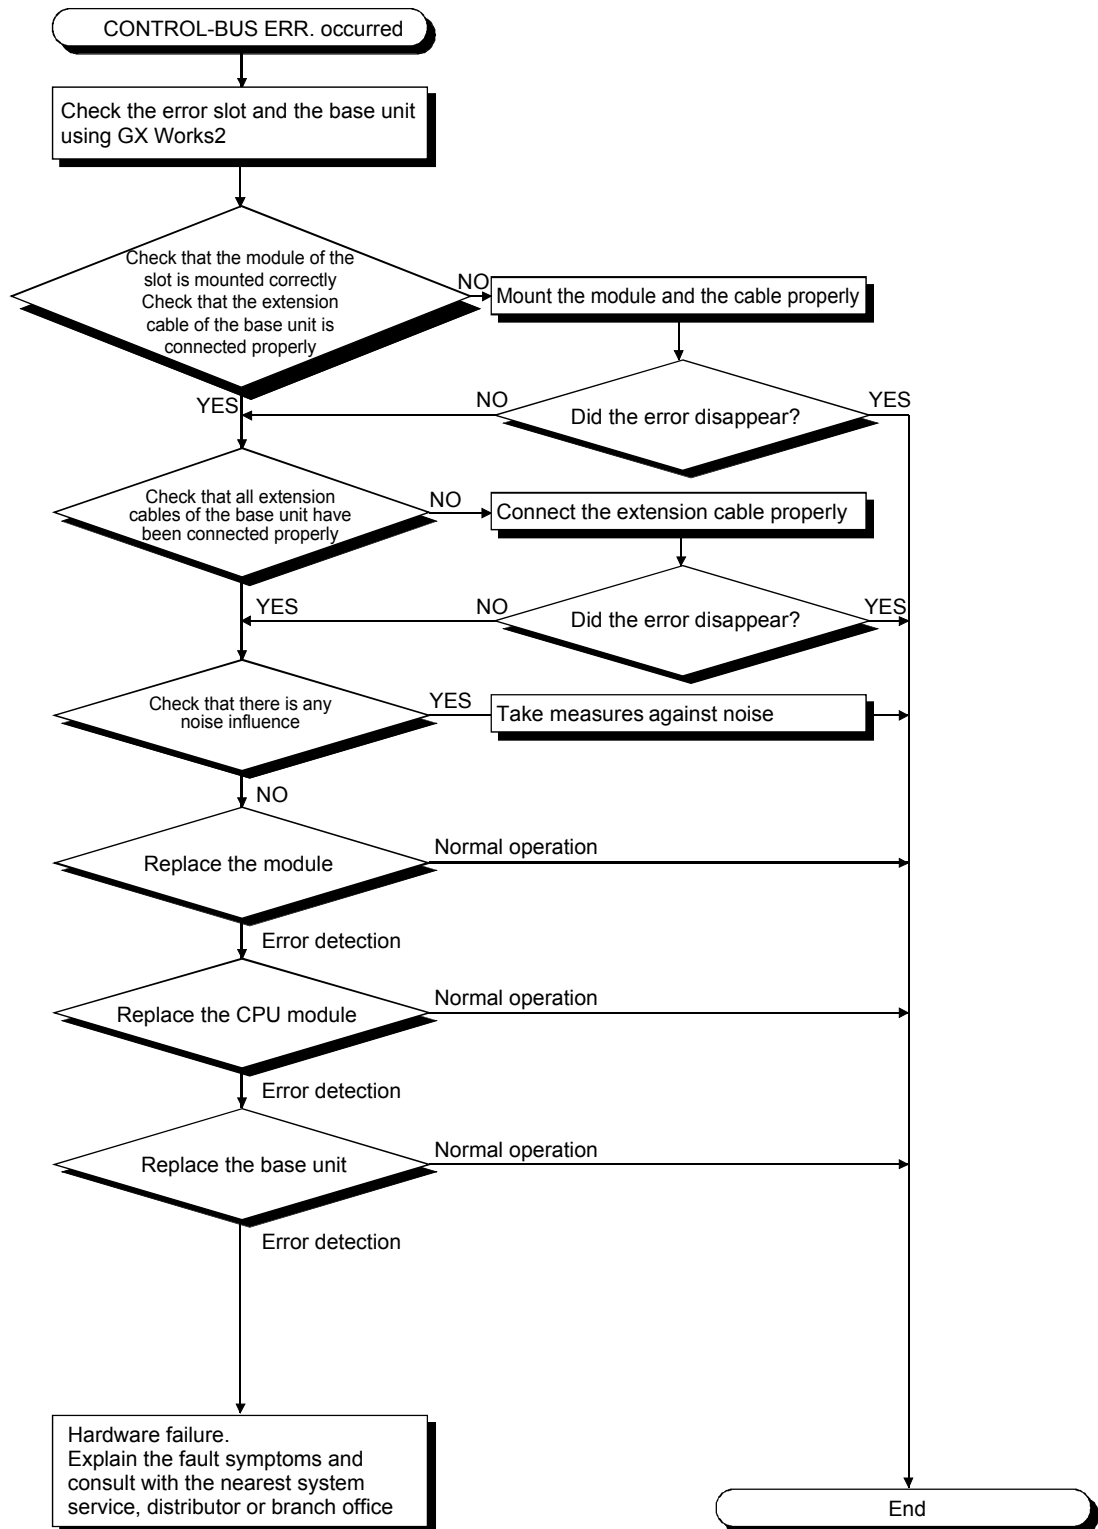 CONTROL-BUS ERR. occurred
Check the error slot and the base unit
using GX Works2
Check that the module of the
slot is mounted correctly
Check that the extension
cable of the base unit is
connected properly
NO
Mount the module and the cable properly
YES
NO
Did the error disappear?
YES
Check that all extension
cables of the base unit have
been connected properly
NO
Connect the extension cable properly
YES
NO
Did the error disappear?
YES
Check that there is any
noise influence
YES
Take measures against noise
NO
Replace the module
Normal operation
Error detection
Replace the CPU module
Normal operation
Error detection
Replace the base unit
Normal operation
Error detection
Hardware failure.
Explain the fault symptoms and
consult with the nearest system
service, distributor or branch office
End